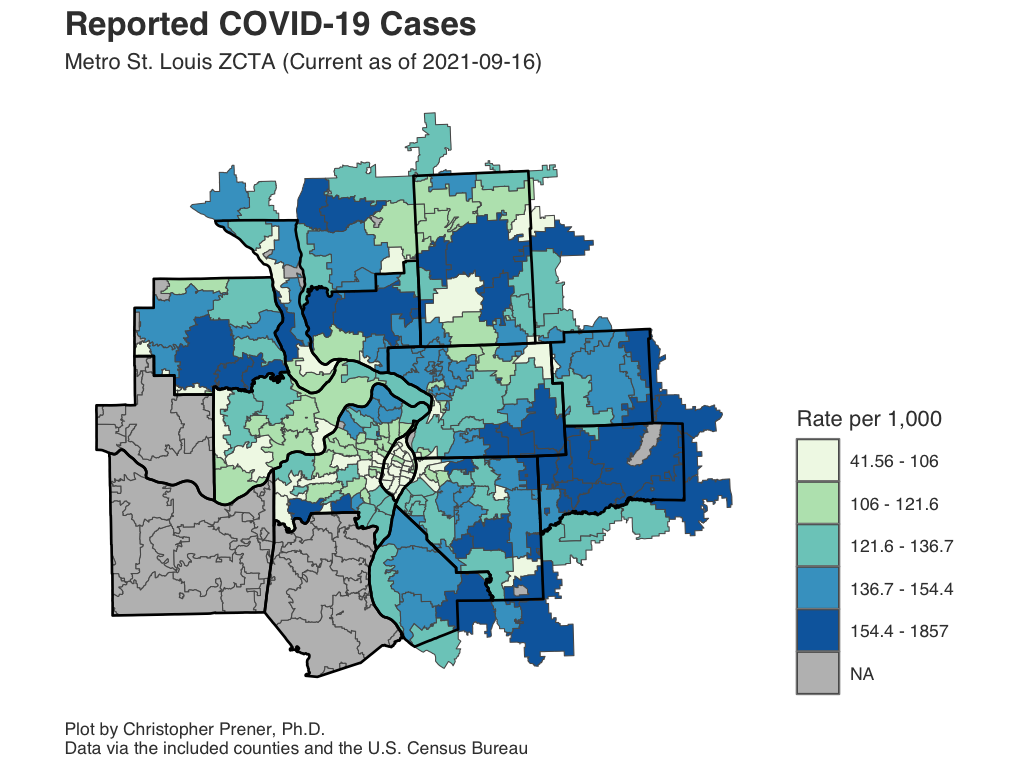 Reported COVID-19 Cases
Metro St. Louis ZCTA (Current as of 2021-09-16)
Rate per 1,000
41.56 - 106
106 - 121.6
121.6 - 136.7
136.7 - 154.4
154.4 - 1857
NA
Plot by Christopher Prener, Ph.D.
Data via the included counties and the U.S. Census Bureau